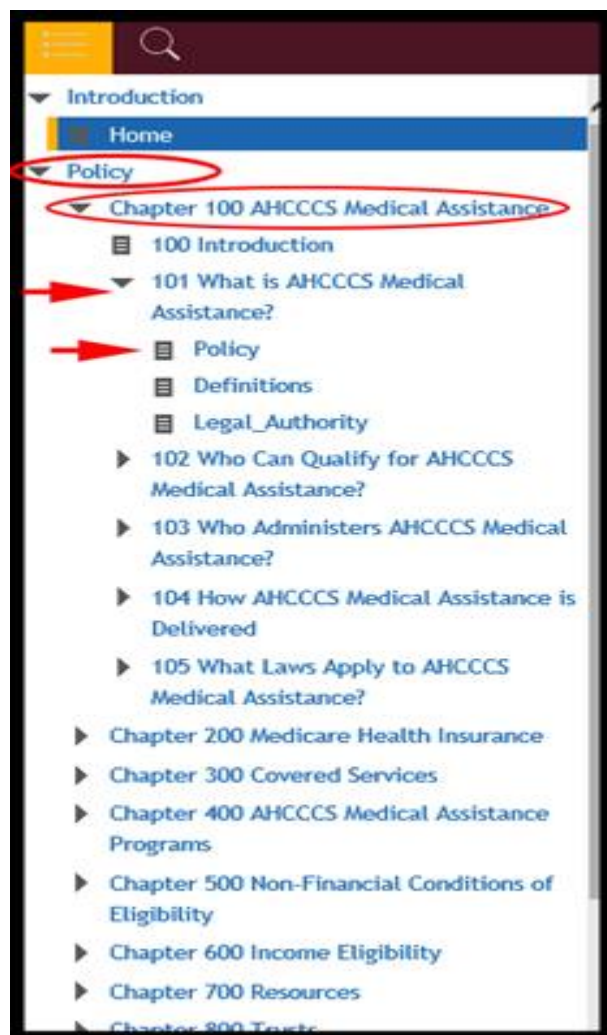 Introduction
Home
Policy
Chapter 100 AHCCCS Medical Assistance
100 Introduction
101 What is AHCCCS Medical
Assistance?
Policy
Definitions
Legal_Authority
102 Who Can Qualify for AHCCCS
Medical Assistance?
103 Who Administers AHCCCS Medical
Assistance?
104 How AHCCCS Medical Assistance is
Delivered
105 What Laws Apply to AHCCCS
Medical Assistance?
Chapter 200 Medicare Health Insurance
Chapter 300 Covered Services
Chapter 400 AHCCCS Medical Assistance
Programs
Chapter 500 Non-Financial Conditions of
Eligibility
Chapter 600 Income Eligibility
Chapter 700 Resources
Chapter 800 Trusts